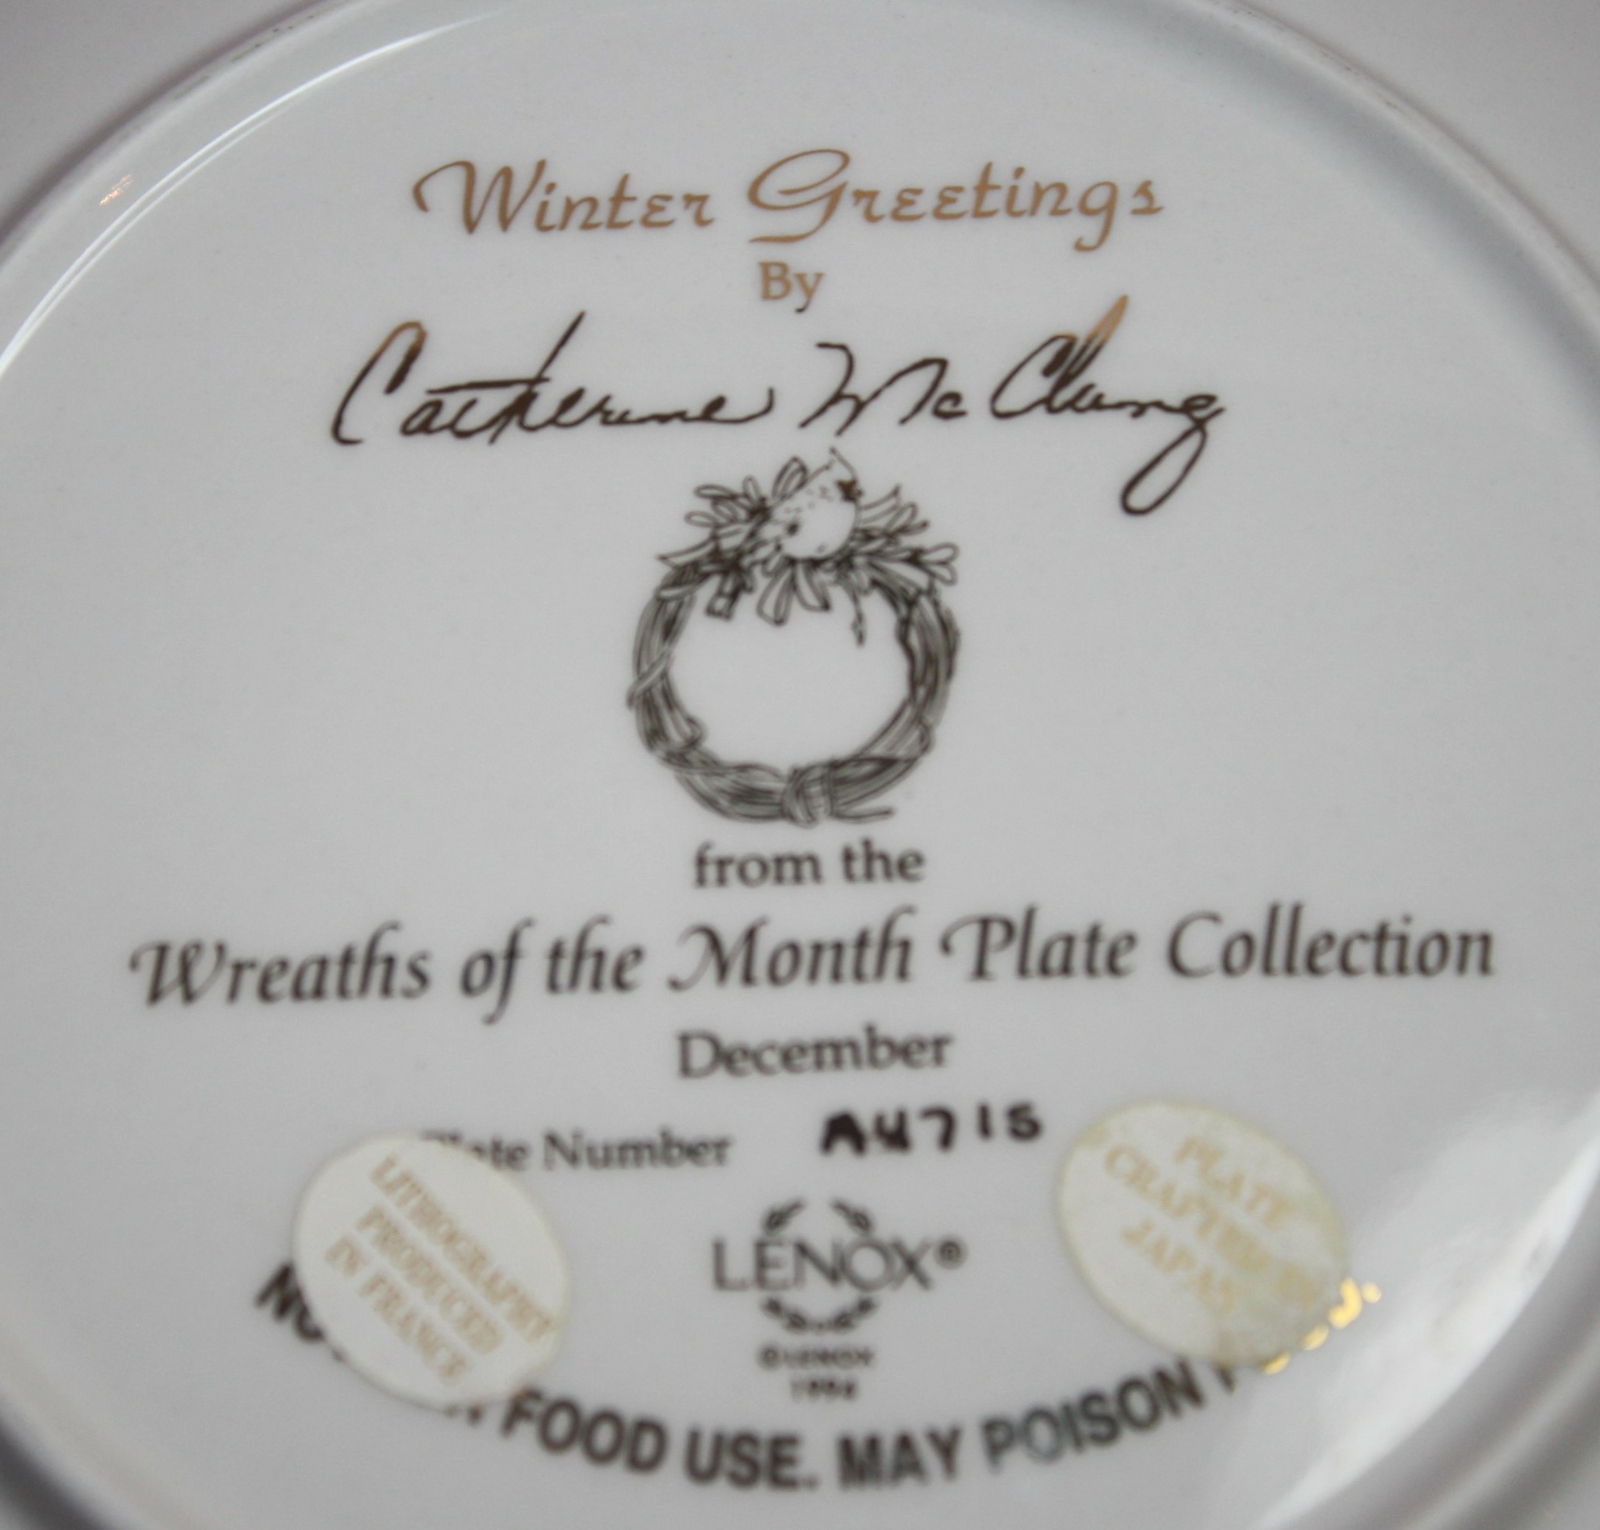 Winter Greetings
By
Catherine McClung
from the
Wreaths of the Month Plate Collection
December
Number A4715
LENOX®
© LENOX
LITHOGRAPHY
PRODUCED
IN FRANCE
PLATE
CRAFTED IN
JAPAN
FOOD USE. MAY POISON